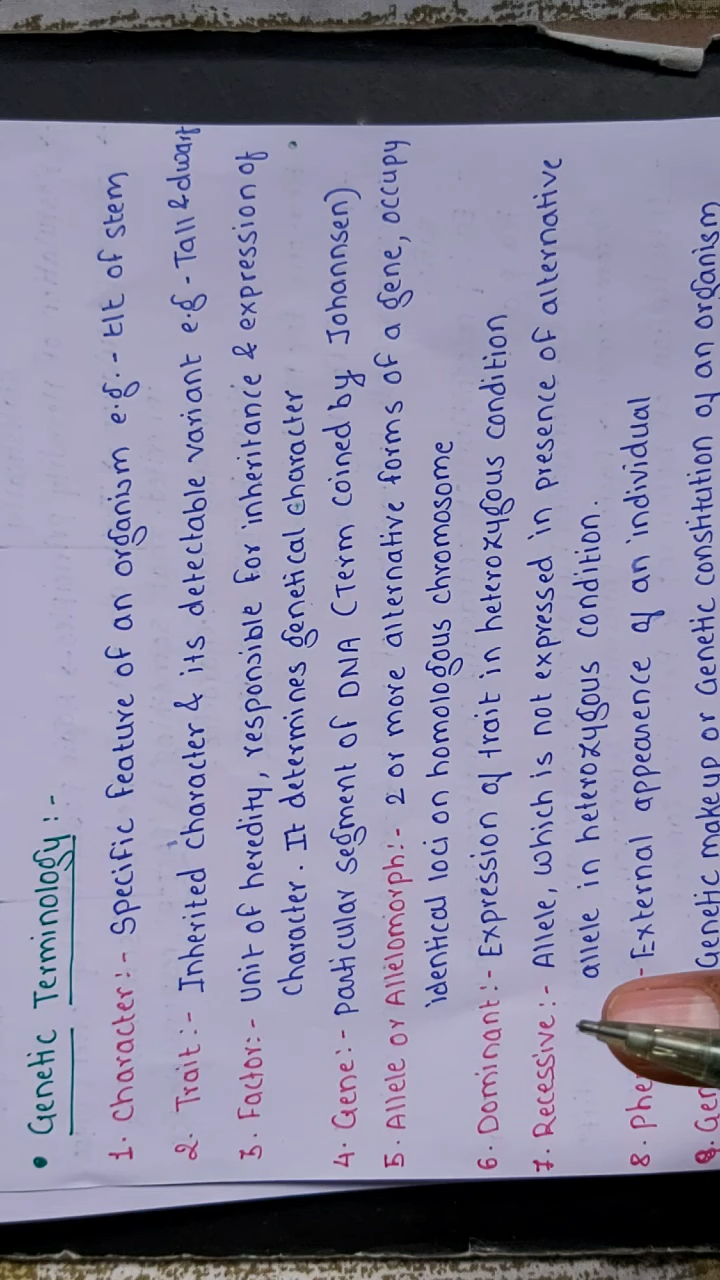 • Genetic Terminology :-
1. Character:- Specific feature of an organism e.g.:- Ht of stem
2. Trait :- Inherited character & its detectable variant e.g - Tall & dwarf
3. Factor:- Unit of heredity, responsible for inheritance & expression of
character. It determines genetical character
4. Gene:- Particular segment of DNA (Term coined by Johannsen)
5. Allele or Allelomorph:- 2 or more alternative forms of a gene, occupy
identical loci on homologous chromosome
6. Dominant:- Expression of trait in heterozygous condition
7. Recessive :- Allele, which is not expressed in presence of alternative
allele in heterozygous condition.
8. Phe - External appearence of an individual
9. Gen Genetic makeup or Genetic constitution of an organism